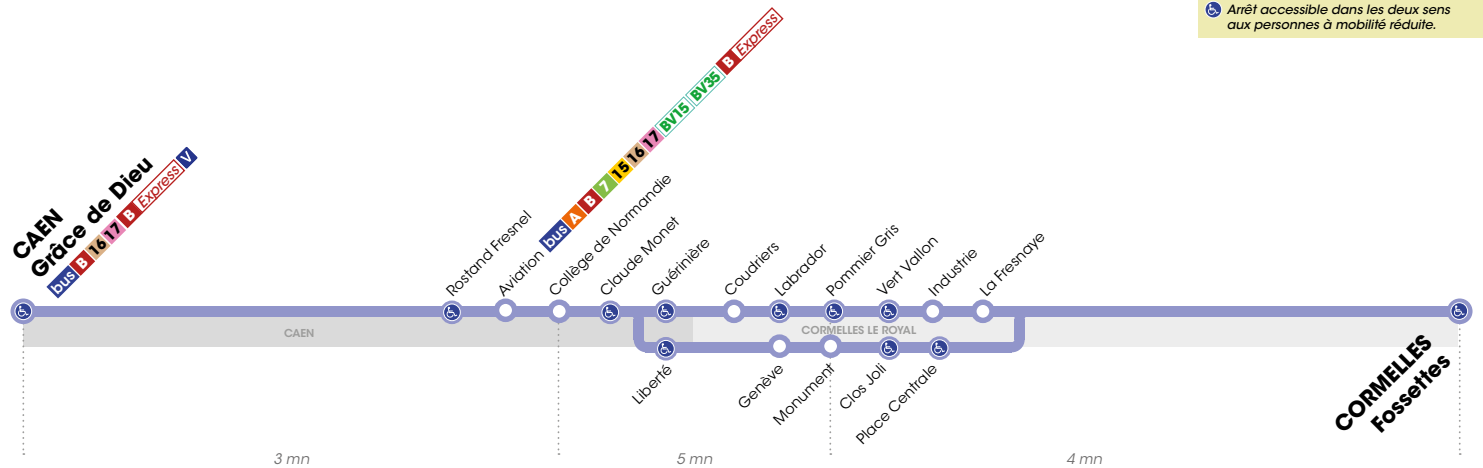 Arrêt accessible dans les deux sens
aux personnes à mobilité réduite.
CAEN
Grâce de Dieu
bus B 16 17 B Express V
Rostand Fresnel
Aviation bus A B 7 15 16 17 BV15 BV35 B Express
Collège de Normandie
Claude Monet
Guérinière
Coudriers
Labrador
Pommier Gris
Vert Vallon
Industrie
La Fresnaye
CAEN
CORMELLES LE ROYAL
Liberté
Genève
Monument
Clos Joli
Place Centrale
CORMELLES
Fossettes
3 mn
5 mn
4 mn